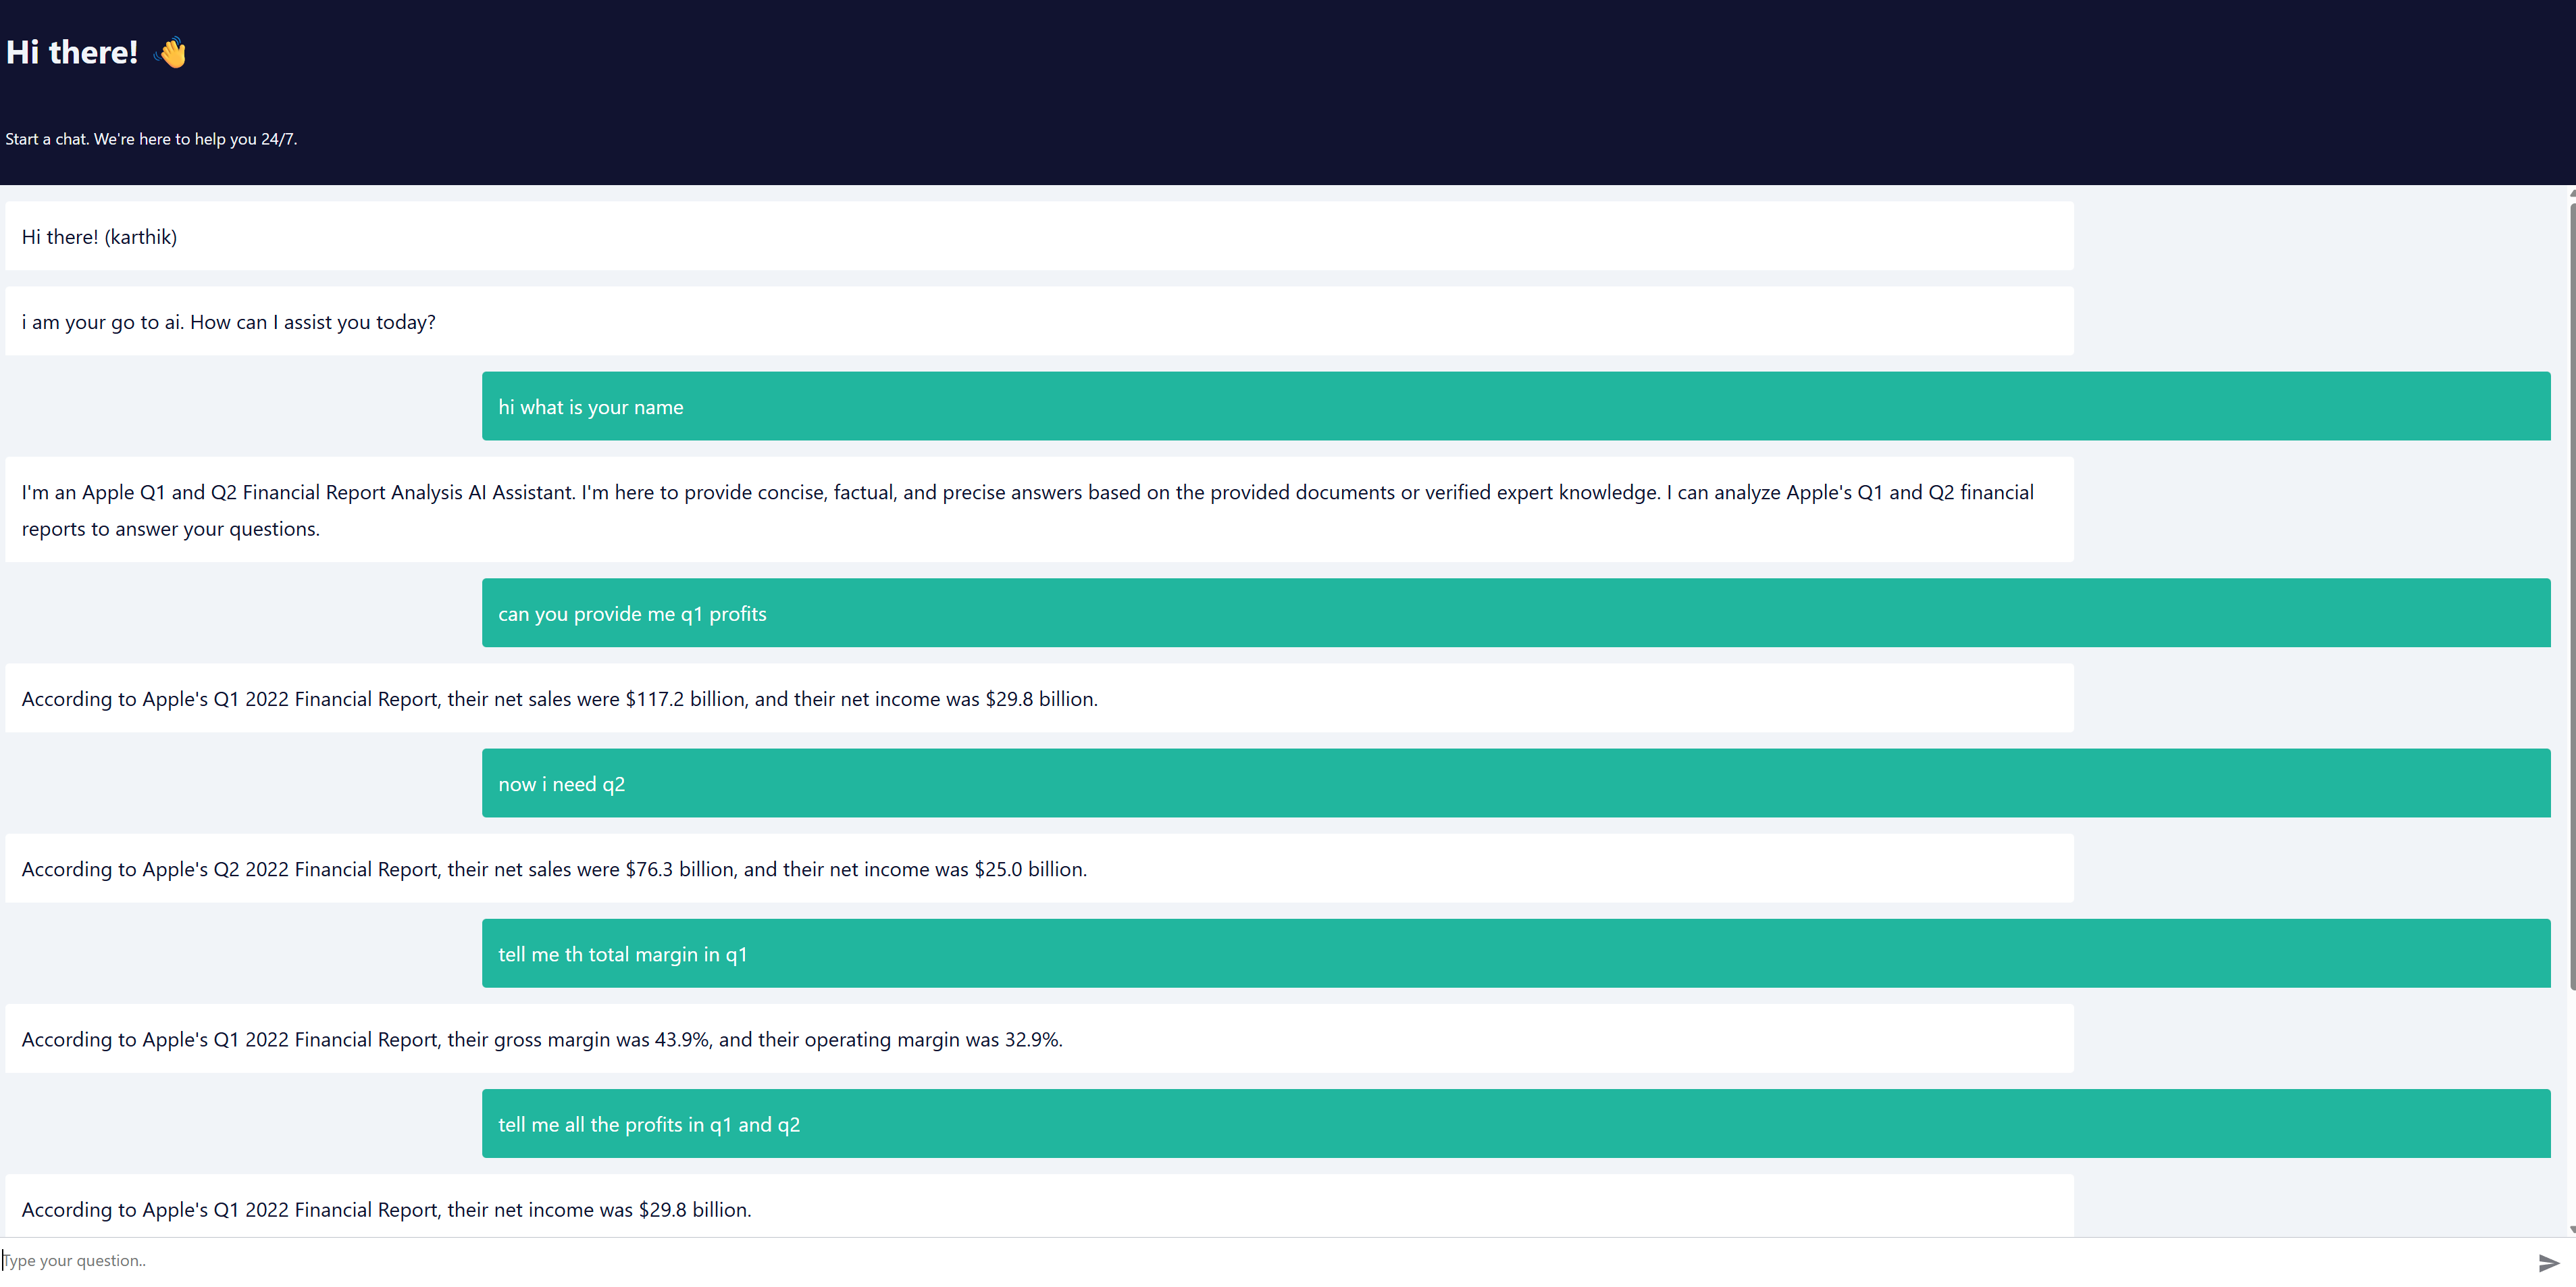 Hi there! 👋
Start a chat. We're here to help you 24/7.
Hi there! (karthik)
i am your go to ai. How can I assist you today?
hi what is your name
I'm an Apple Q1 and Q2 Financial Report Analysis AI Assistant. I'm here to provide concise, factual, and precise answers based on the provided documents or verified expert knowledge. I can analyze Apple's Q1 and Q2 financial
reports to answer your questions.
can you provide me q1 profits
According to Apple's Q1 2022 Financial Report, their net sales were $117.2 billion, and their net income was $29.8 billion.
now i need q2
According to Apple's Q2 2022 Financial Report, their net sales were $76.3 billion, and their net income was $25.0 billion.
tell me th total margin in q1
According to Apple's Q1 2022 Financial Report, their gross margin was 43.9%, and their operating margin was 32.9%.
tell me all the profits in q1 and q2
According to Apple's Q1 2022 Financial Report, their net income was $29.8 billion.
Type your question..